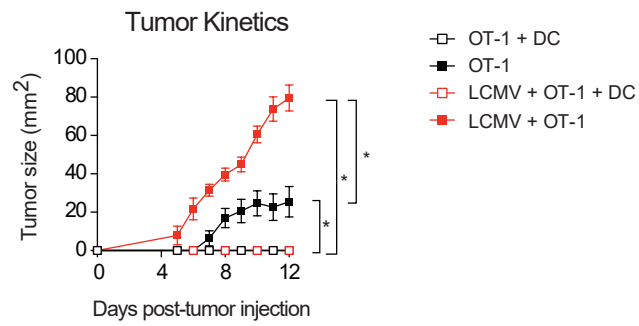 Tumor Kinetics
Tumor size (mm²)
100
80
60
40
20
0
0 4 8 12
Days post-tumor injection
OT-1 + DC
OT-1
LCMV + OT-1 + DC
LCMV + OT-1
*
*
*